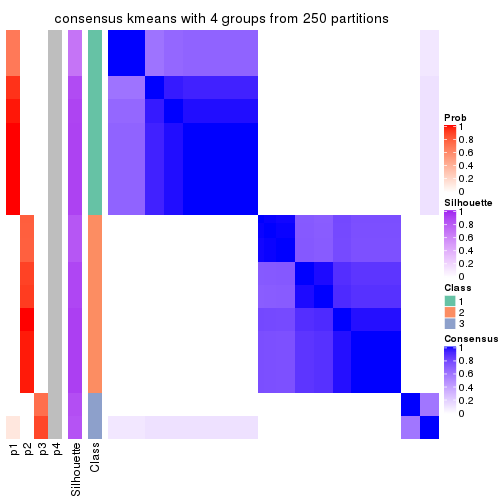 consensus kmeans with 4 groups from 250 partitions
Prob
1
0.8
0.6
0.4
0.2
0
Silhouette
1
0.8
0.6
0.4
0.2
0
Class
1
2
3
Consensus
1
0.8
0.6
0.4
0.2
0
p1
p2
p3
p4
Silhouette
Class